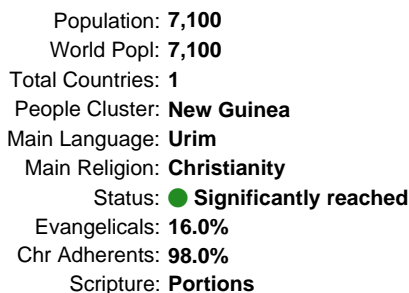 Population: 7,100
World Popl: 7,100
Total Countries: 1
People Cluster: New Guinea
Main Language: Urim
Main Religion: Christianity
Status: Significantly reached
Evangelicals: 16.0%
Chr Adherents: 98.0%
Scripture: Portions